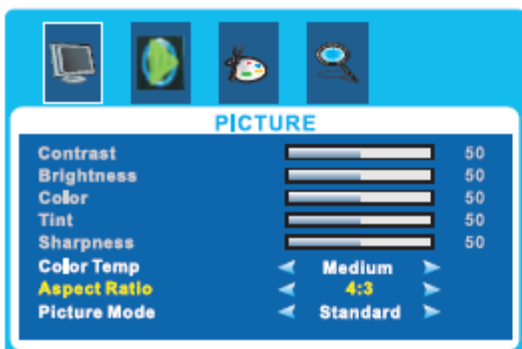 PICTURE
Contrast 50
Brightness 50
Color 50
Tint 50
Sharpness 50
Color Temp Medium
Aspect Ratio 4:3
Picture Mode Standard